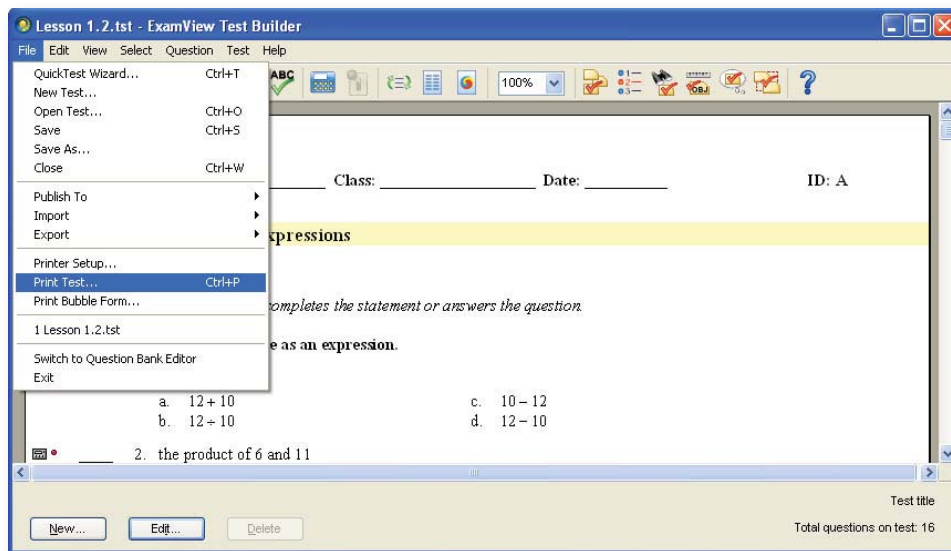 Lesson 1.2.tst - ExamView Test Builder
File Edit View Select Question Test Help
QuickTest Wizard... Ctrl+T
New Test...
Open Test... Ctrl+O
Save Ctrl+S
Save As...
Close Ctrl+W
Publish To
Import
Export
Printer Setup...
Print Test... Ctrl+P
Print Bubble Form...
1 Lesson 1.2.tst
Switch to Question Bank Editor
Exit
ABC 100% OBJ
Class: Date: ID: A
xpressions
completes the statement or answers the question.
e as an expression.
a. 12 + 10 c. 10 – 12
b. 12 ÷ 10 d. 12 – 10
2. the product of 6 and 11
Test title
New... Edit... Delete Total questions on test: 16